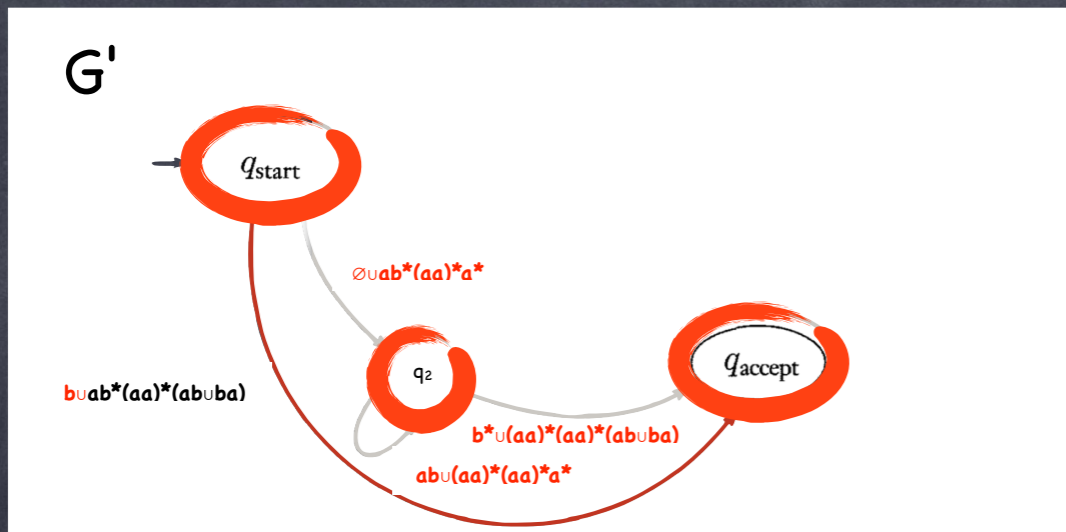 G'
qstart
∅∪ab*(aa)*a*
q2
qaccept
b∪ab*(aa)*(ab∪ba)
b*∪(aa)*(aa)*(ab∪ba)
ab∪(aa)*(aa)*a*